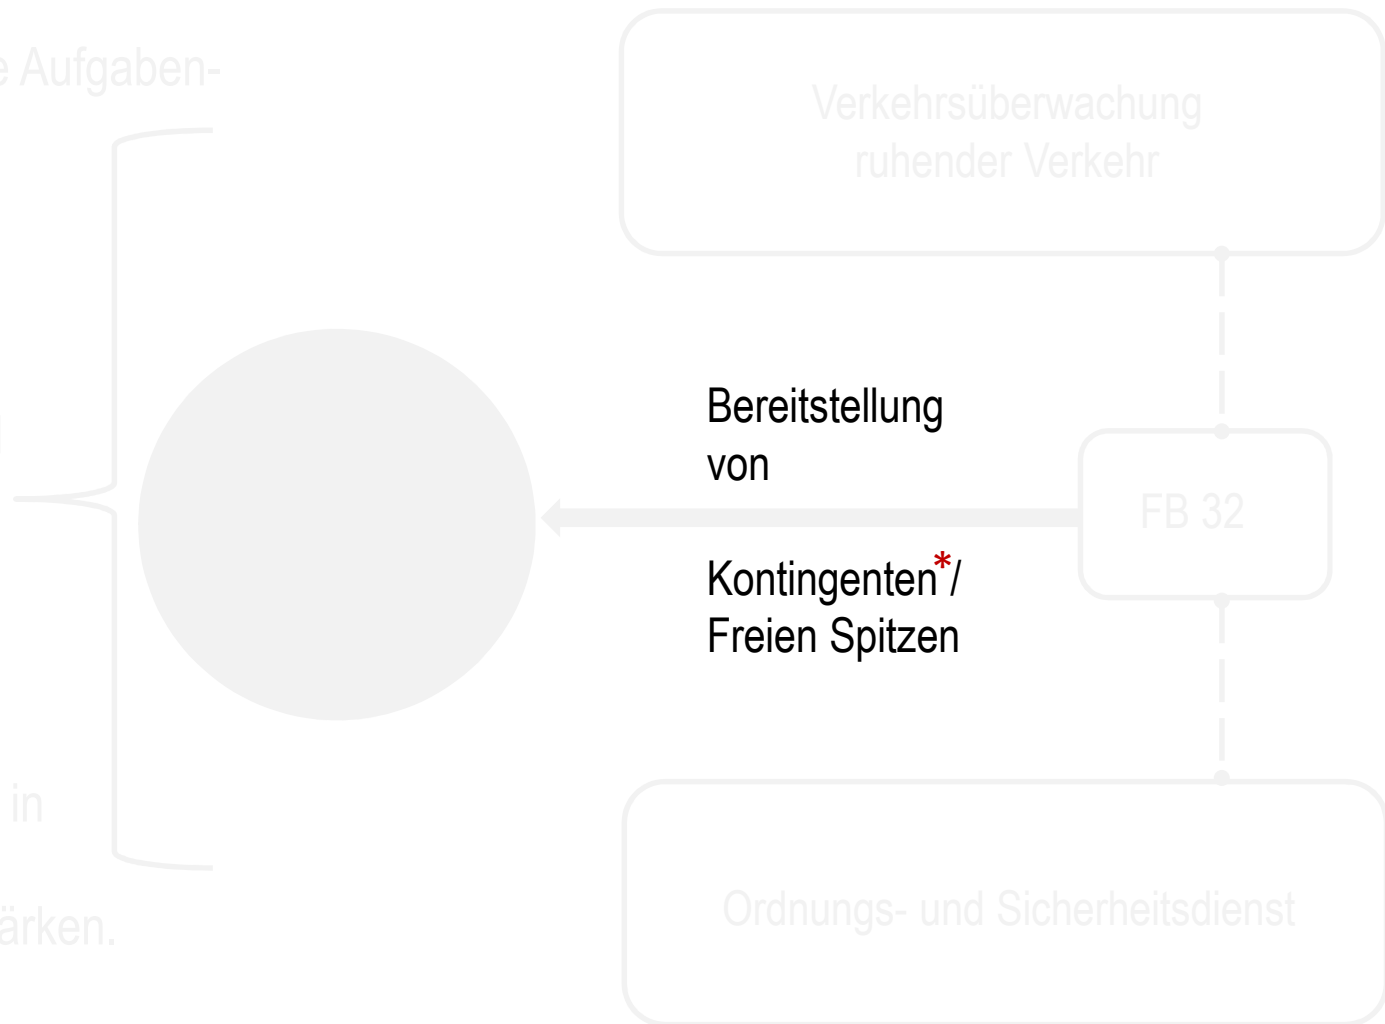 e Aufgaben-
Verkehrsüberwachung
ruhender Verkehr
Bereitstellung
von
FB 32
Kontingenten*/
Freien Spitzen
in
ärken.
Ordnungs- und Sicherheitsdienst